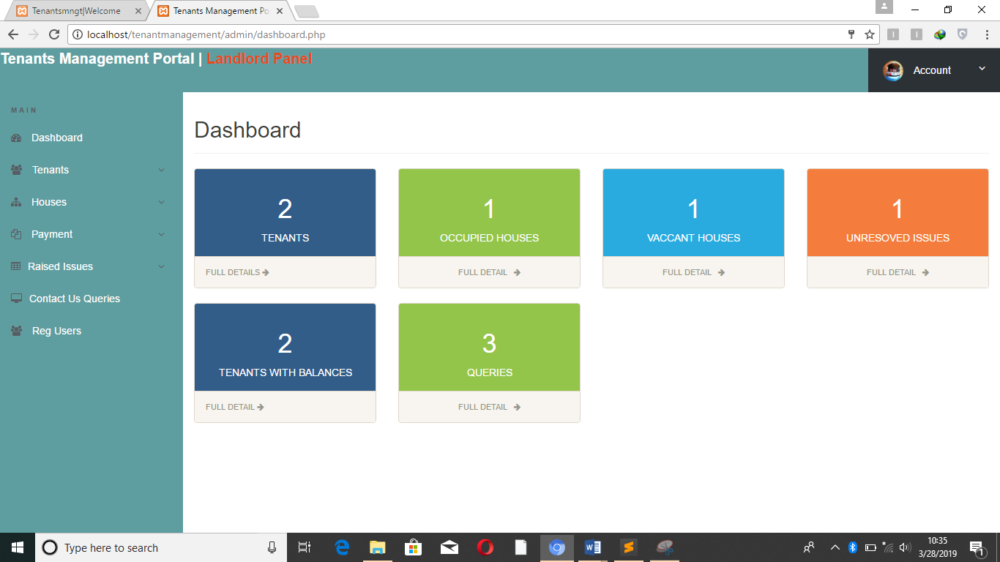 Tenantsmngt|Welcome
Tenants Management Po
localhost/tenantmanagement/admin/dashboard.php
Tenants Management Portal | Landlord Panel
Account
MAIN
Dashboard
Tenants
Houses
Payment
Raised Issues
Contact Us Queries
Reg Users
Dashboard
2
TENANTS
FULL DETAILS
1
OCCUPIED HOUSES
FULL DETAIL
1
VACCANT HOUSES
FULL DETAIL
1
UNRESOVED ISSUES
FULL DETAIL
2
TENANTS WITH BALANCES
FULL DETAIL
3
QUERIES
FULL DETAIL
Type here to search
10:35
3/28/2019
1